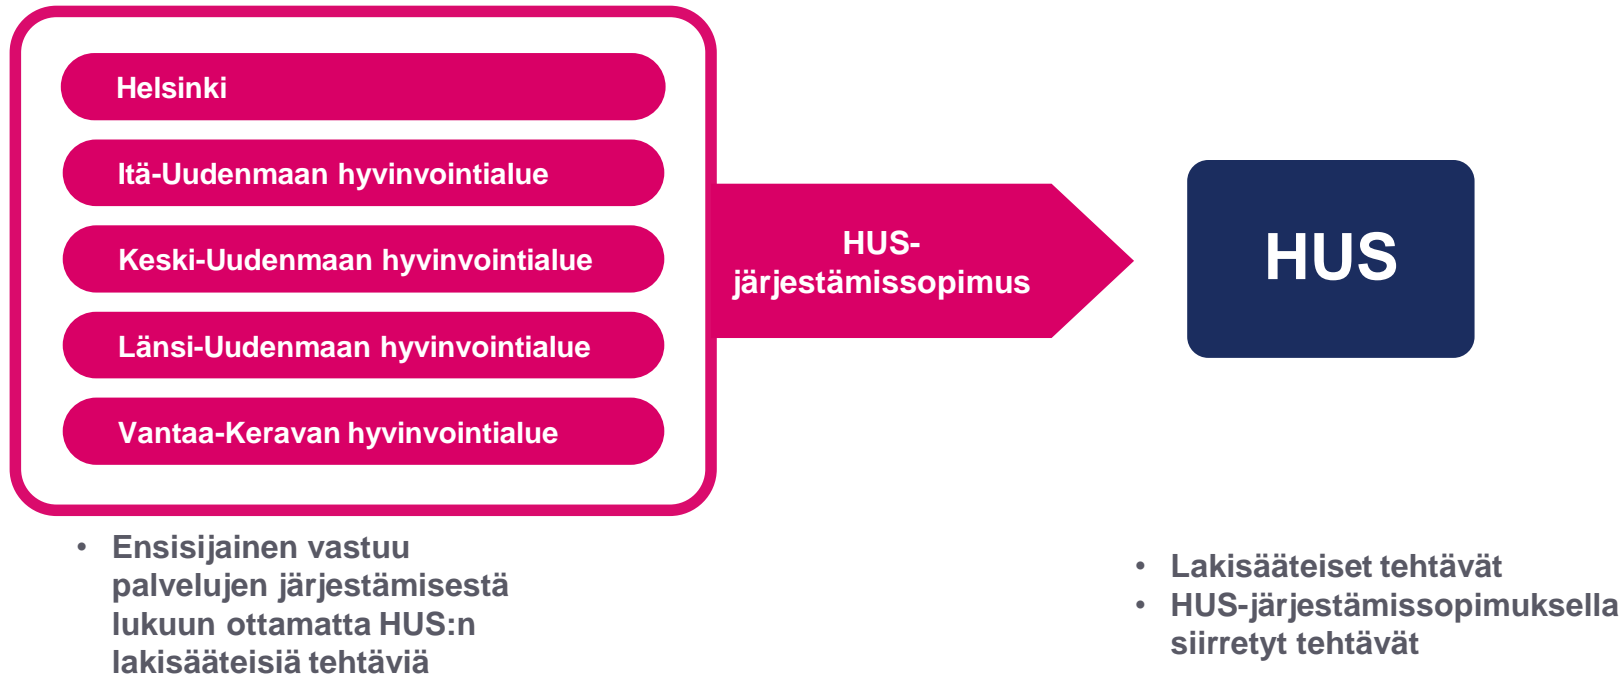 Helsinki
Itä-Uudenmaan hyvinvointialue
Keski-Uudenmaan hyvinvointialue
Länsi-Uudenmaan hyvinvointialue
Vantaa-Keravan hyvinvointialue
HUS-
järjestämissopimus
HUS
• Ensisijainen vastuu
palvelujen järjestämisestä
lukuun ottamatta HUS:n
lakisääteisiä tehtäviä
• Lakisääteiset tehtävät
• HUS-järjestämissopimuksella
siirretyt tehtävät